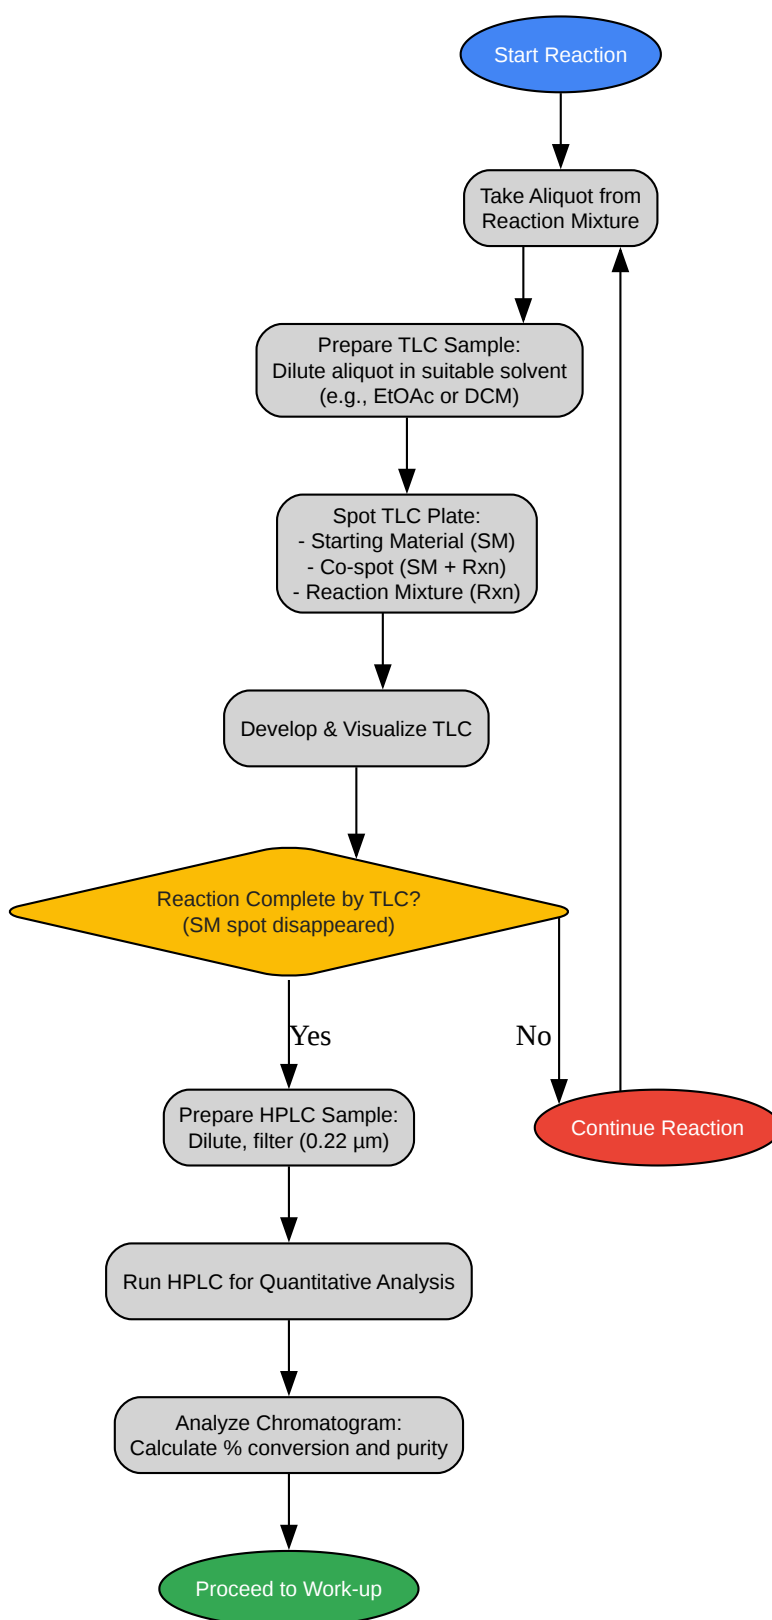 Start Reaction
Take Aliquot from
Reaction Mixture
Prepare TLC Sample:
Dilute aliquot in suitable solvent
(e.g., EtOAc or DCM)
Spot TLC Plate:
- Starting Material (SM)
- Co-spot (SM + Rxn)
- Reaction Mixture (Rxn)
Develop & Visualize TLC
Reaction Complete by TLC?
(SM spot disappeared)
Yes
No
Prepare HPLC Sample:
Dilute, filter (0.22 µm)
Continue Reaction
Run HPLC for Quantitative Analysis
Analyze Chromatogram:
Calculate % conversion and purity
Proceed to Work-up